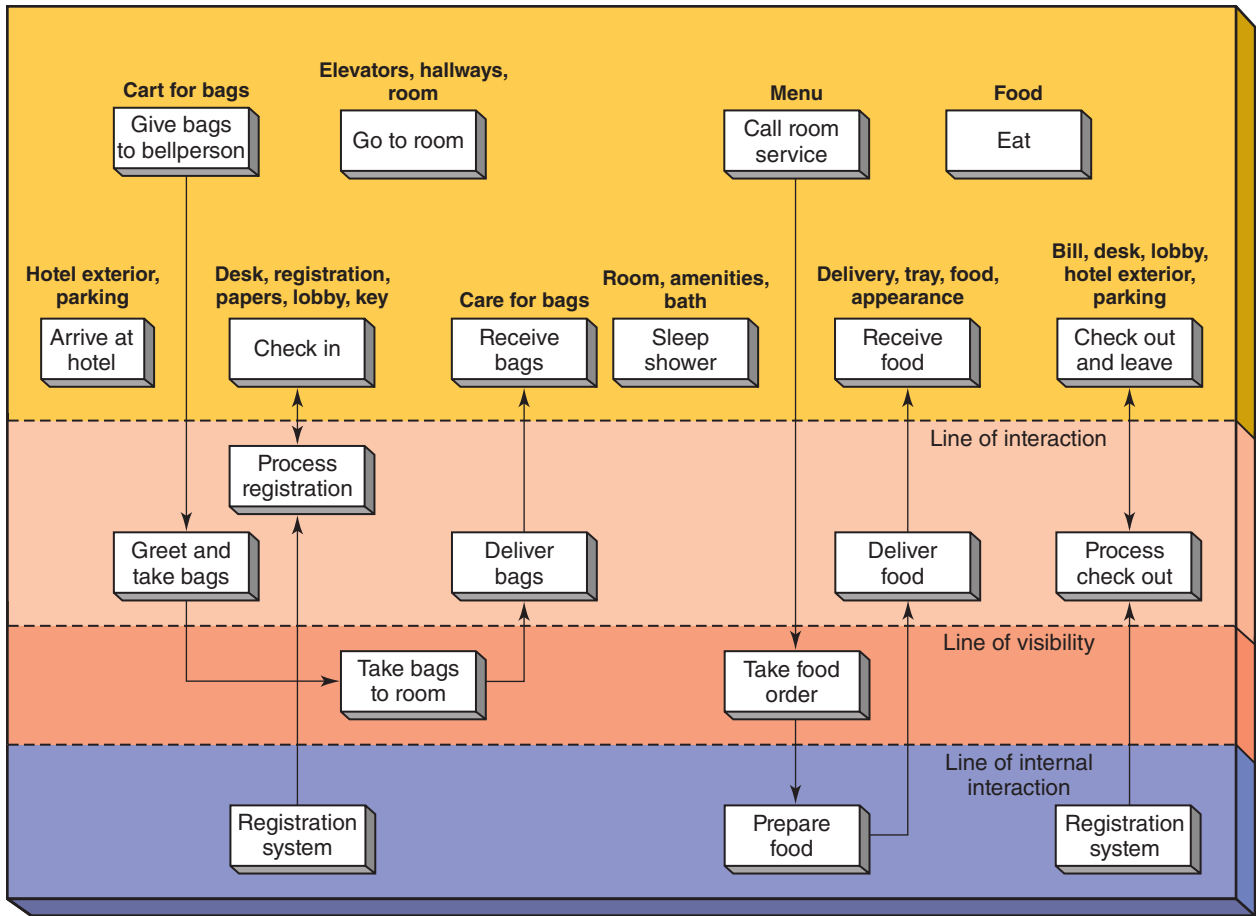 Cart for bags
Give bags
to bellperson
Elevators, hallways,
room
Go to room
Menu
Call room
service
Food
Eat
Hotel exterior,
parking
Arrive at
hotel
Desk, registration,
papers, lobby, key
Check in
Care for bags
Receive
bags
Room, amenities,
bath
Sleep
shower
Delivery, tray, food,
appearance
Receive
food
Bill, desk, lobby,
hotel exterior,
parking
Check out
and leave
Line of interaction
Process
registration
Greet and
take bags
Deliver
bags
Deliver
food
Process
check out
Line of visibility
Take bags
to room
Take food
order
Line of internal
interaction
Registration
system
Prepare
food
Registration
system